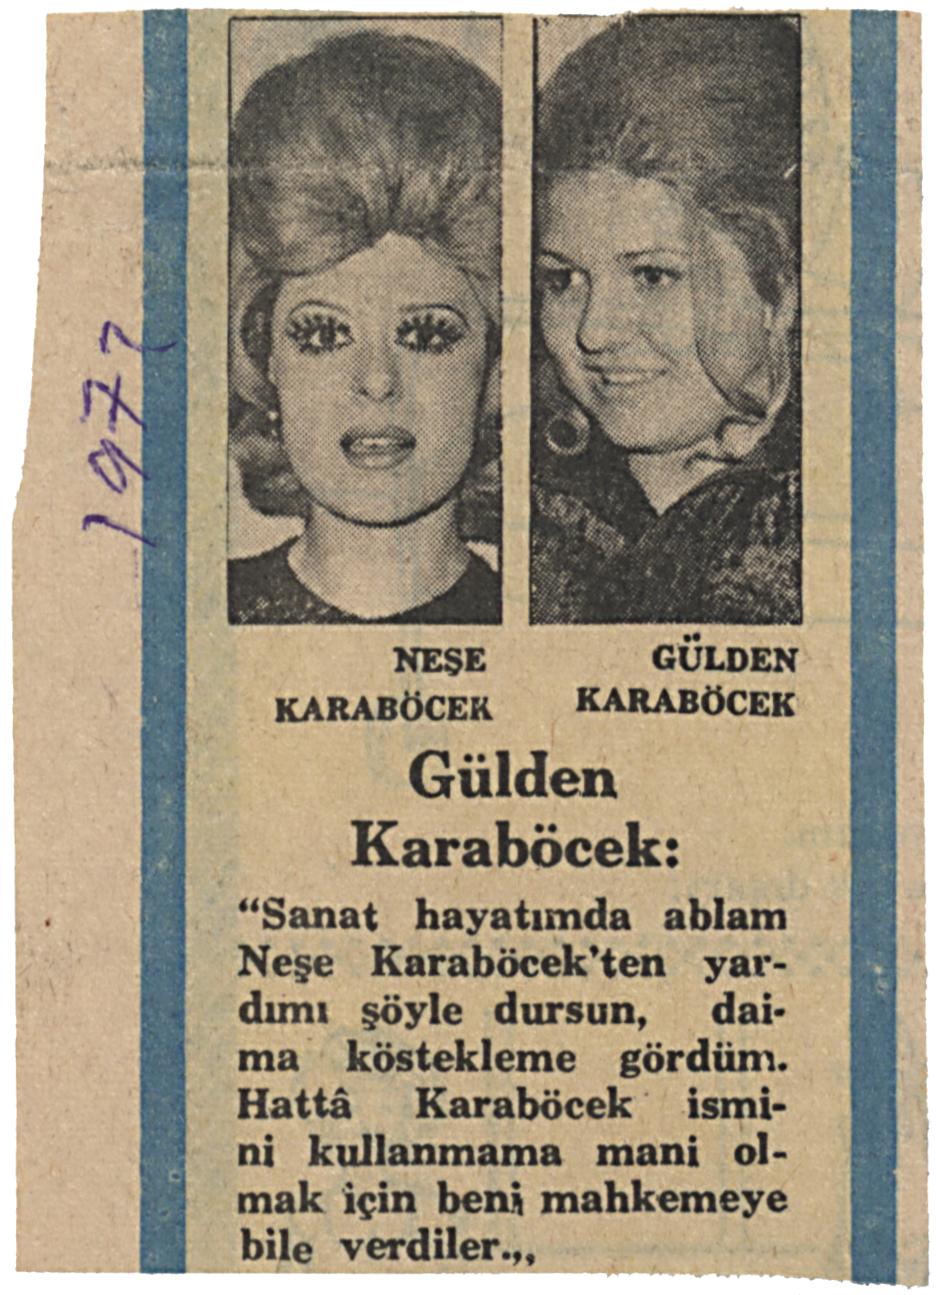 1972
NEŞE
KARABÖCEK
GÜLDEN
KARABÖCEK
Gülden
Karaböcek:
“Sanat hayatımda ablam
Neşe Karaböcek'ten yar-
dımı şöyle dursun, dai-
ma köstekleme gördüm.
Hattâ Karaböcek ismi-
ni kullanmama mani ol-
mak için beni mahkemeye
bile verdiler.,,